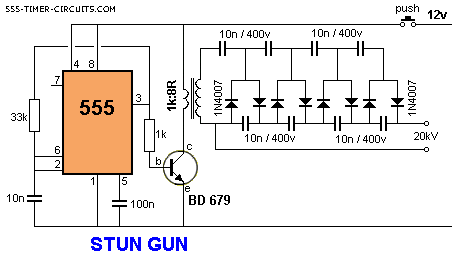 555-TIMER-CIRCUITS.COM
push
12v
10n / 400v
10n / 400v
4
8
7
555
3
1k:8R
1N4007
1N4007
33k
1k
10n / 400v
10n / 400v
20kV
6
2
b
c
e
1
5
10n
100n
BD 679
STUN GUN